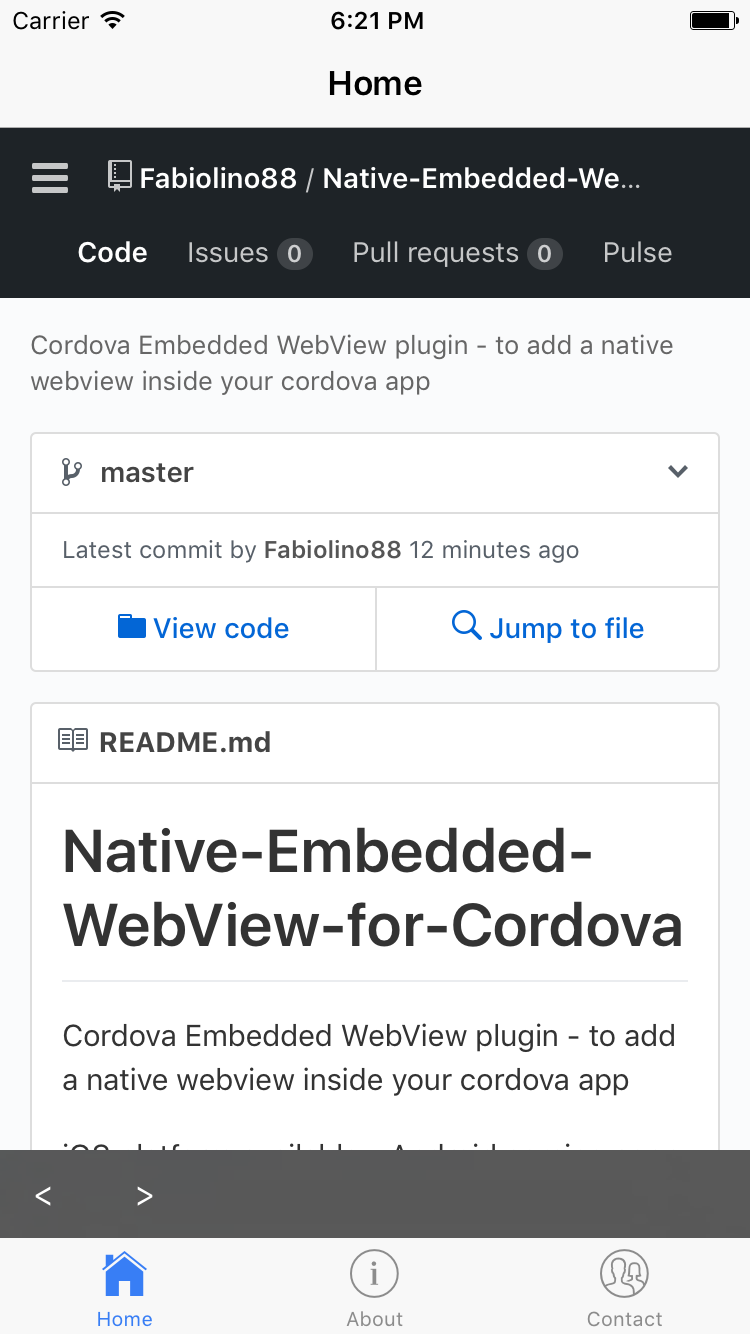 Carrier 6:21 PM
Home
Fabiolino88 / Native-Embedded-We...
Code Issues 0 Pull requests 0 Pulse
Cordova Embedded WebView plugin - to add a native
webview inside your cordova app
master
Latest commit by Fabiolino88 12 minutes ago
View code Jump to file
README.md
Native-Embedded-
WebView-for-Cordova
Cordova Embedded WebView plugin - to add
a native webview inside your cordova app
< >
Home About Contact